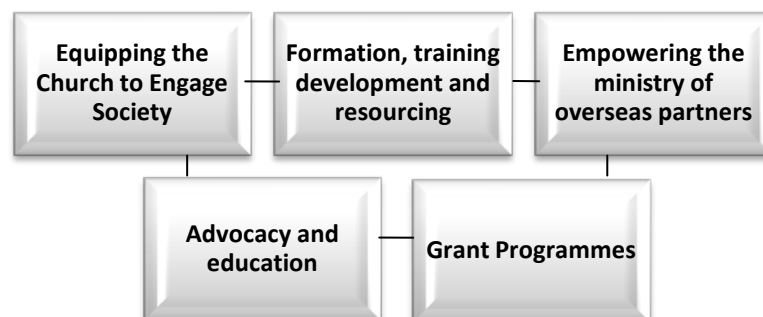 Equipping the
Church to Engage
Society
Formation, training
development and
resourcing
Empowering the
ministry of
overseas partners
Advocacy and
education
Grant Programmes